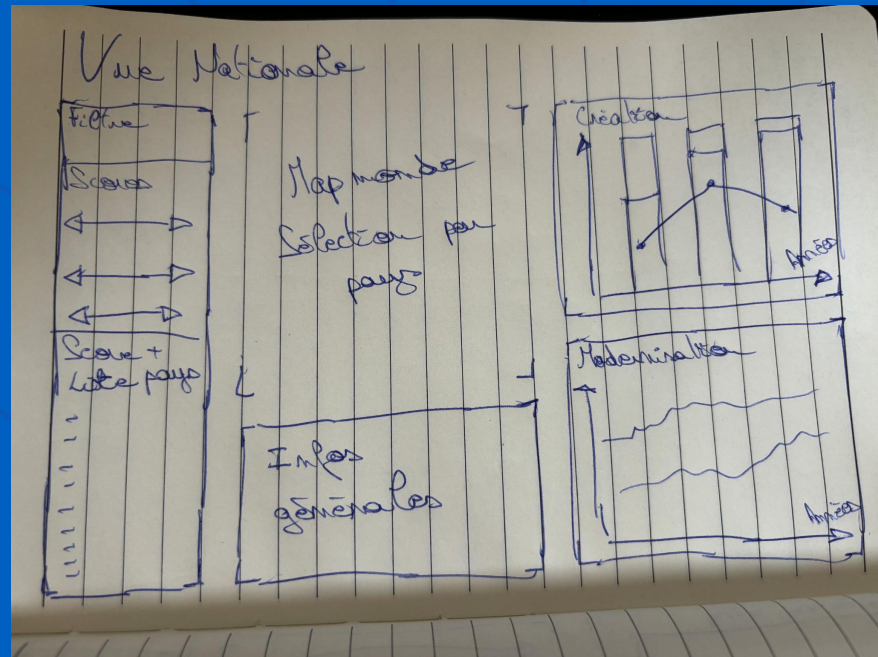 Vue Nationale
Filtre
Scores
Score +
Liste pays
Map monde
Sélection par
pays
Infos
générales
Création
Années
Modernisation
Années